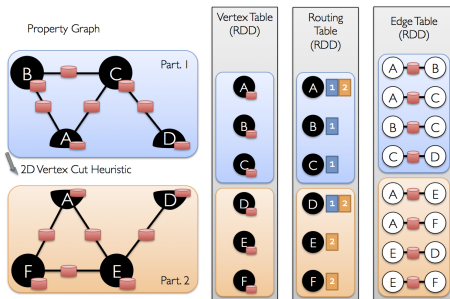 Property Graph
Part. 1
B
C
A
D
2D Vertex Cut Heuristic
A
D
F
E
Part. 2
Vertex Table
(RDD)
A
B
C
D
E
F
Routing
Table
(RDD)
A 1 2
B 1
C 1
D 1 2
E 2
F 2
Edge Table
(RDD)
A B
A C
B C
C D
A E
A F
E D
E F